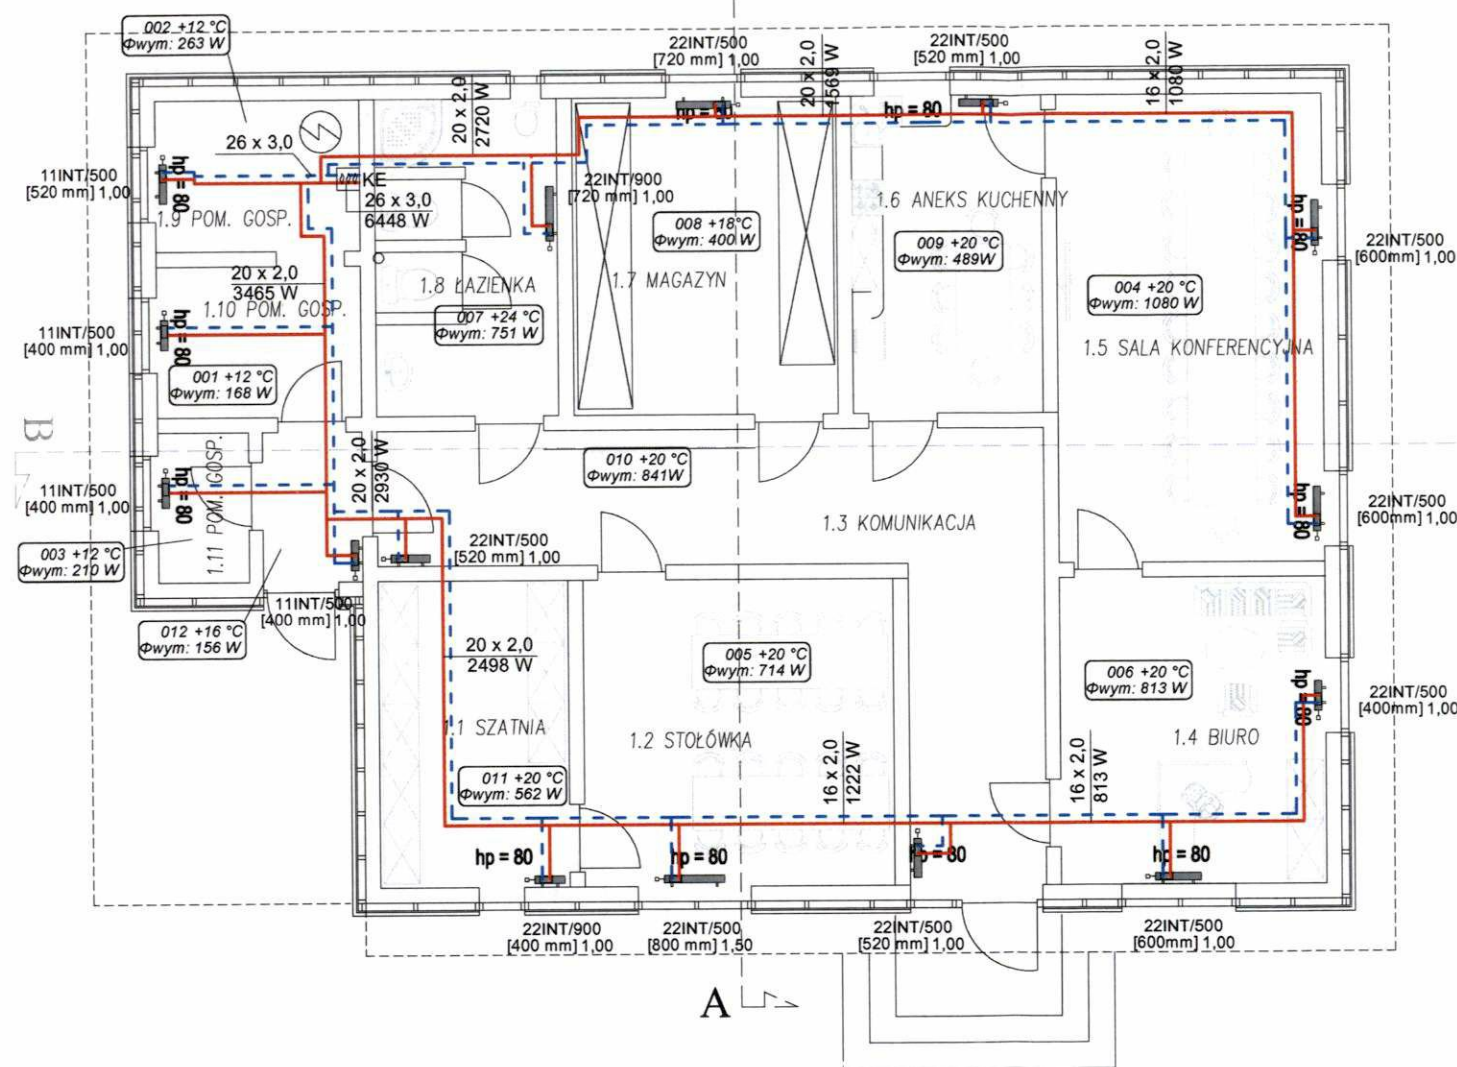 002 +12 °C
Φwym: 263 W
22INT/500
[720 mm] 1,00
20 x 2,0
1569 W
22INT/500
[520 mm] 1,00
16 x 2,0
1080 W
20 x 2,0
2720 W
hp = 80
hp = 80
26 x 3,0
11INT/500
[520 mm] 1,00
hp = 80
KE
26 x 3,0
6448 W
22INT/900
[720 mm] 1,00
1.6 ANEKS KUCHENNY
hp = 80
1.9 POM. GOSP.
008 +18°C
Φwym: 400 W
009 +20 °C
Φwym: 489W
22INT/500
[600mm] 1,00
20 x 2,0
3465 W
1.8 ŁAZIENKA
1.7 MAGAZYN
004 +20 °C
Φwym: 1080 W
1.10 POM. GOSP.
11INT/500
[400 mm] 1,00
hp = 80
007 +24 °C
Φwym: 751 W
1.5 SALA KONFERENCYJNA
001 +12 °C
Φwym: 168 W
B
1.11 POM. GOSP.
20 x 2,0
2930 W
010 +20 °C
Φwym: 841W
11INT/500
[400 mm] 1,00
hp = 80
hp = 80
22INT/500
[600mm] 1,00
1.3 KOMUNIKACJA
003 +12 °C
Φwym: 210 W
22INT/500
[520 mm] 1,00
11INT/500
[400 mm] 1,00
012 +16 °C
Φwym: 156 W
20 x 2,0
2498 W
005 +20 °C
Φwym: 714 W
006 +20 °C
Φwym: 813 W
hp = 80
22INT/500
[400mm] 1,00
1.1 SZATNIA
1.2 STOŁÓWKA
1.4 BIURO
011 +20 °C
Φwym: 562 W
16 x 2,0
1222 W
16 x 2,0
813 W
hp = 80
hp = 80
hp = 80
hp = 80
22INT/900
[400 mm] 1,00
22INT/500
[800 mm] 1,50
22INT/500
[520 mm] 1,00
22INT/500
[600mm] 1,00
A